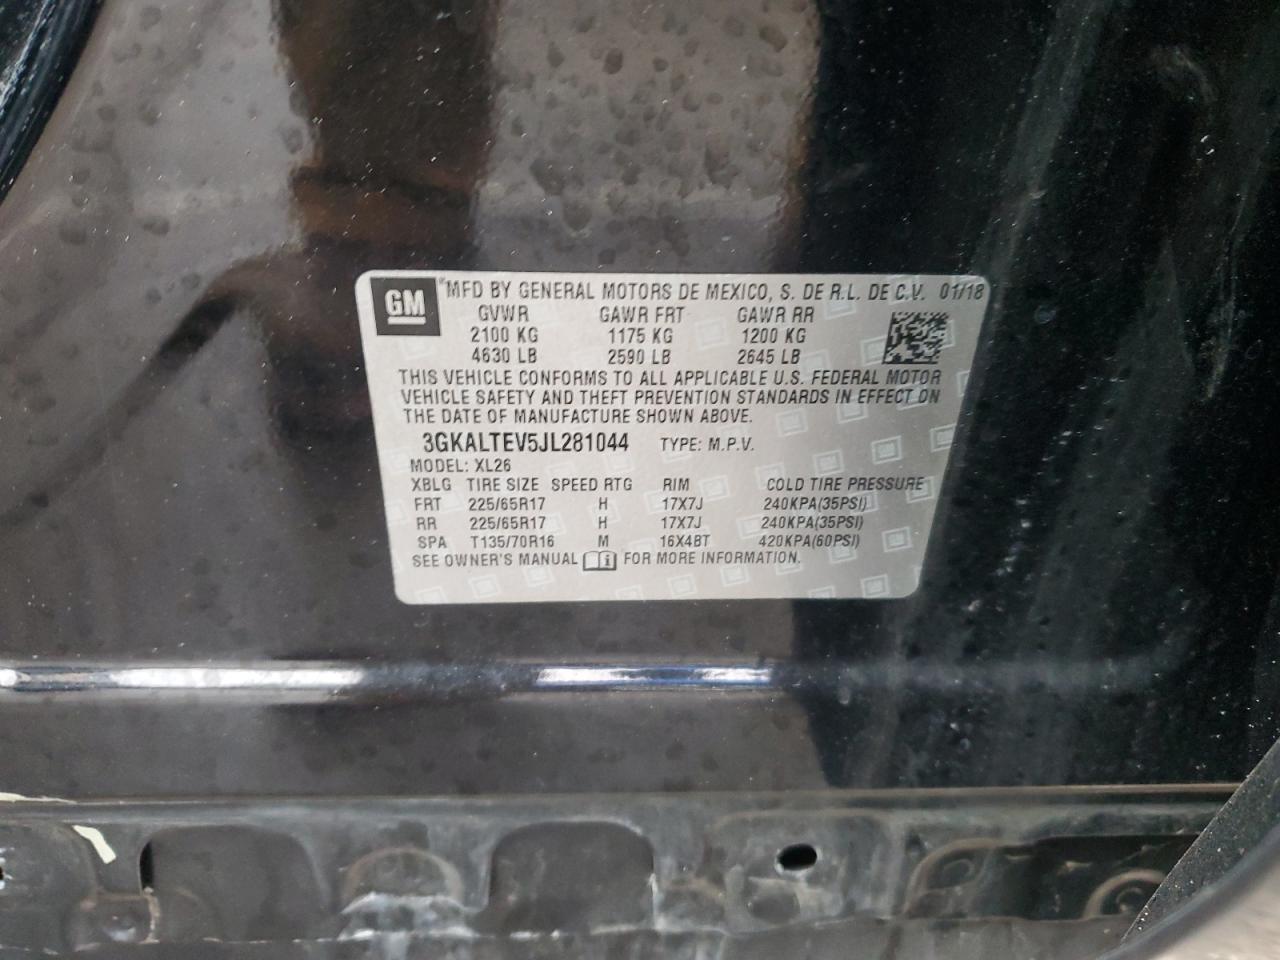 GM
*MFD BY GENERAL MOTORS DE MEXICO, S. DE R.L. DE C.V. 01/18
GVWR GAWR FRT GAWR RR
2100 KG 1175 KG 1200 KG
4630 LB 2590 LB 2645 LB
THIS VEHICLE CONFORMS TO ALL APPLICABLE U.S. FEDERAL MOTOR
VEHICLE SAFETY AND THEFT PREVENTION STANDARDS IN EFFECT ON
THE DATE OF MANUFACTURE SHOWN ABOVE.
3GKALTEV5JL281044 TYPE: M.P.V.
MODEL: XL26
XBLG TIRE SIZE SPEED RTG RIM COLD TIRE PRESSURE
FRT 225/65R17 H 17X7J 240KPA(35PSI)
RR 225/65R17 H 17X7J 240KPA(35PSI)
SPA T135/70R16 M 16X4BT 420KPA(60PSI)
SEE OWNER'S MANUAL i FOR MORE INFORMATION.